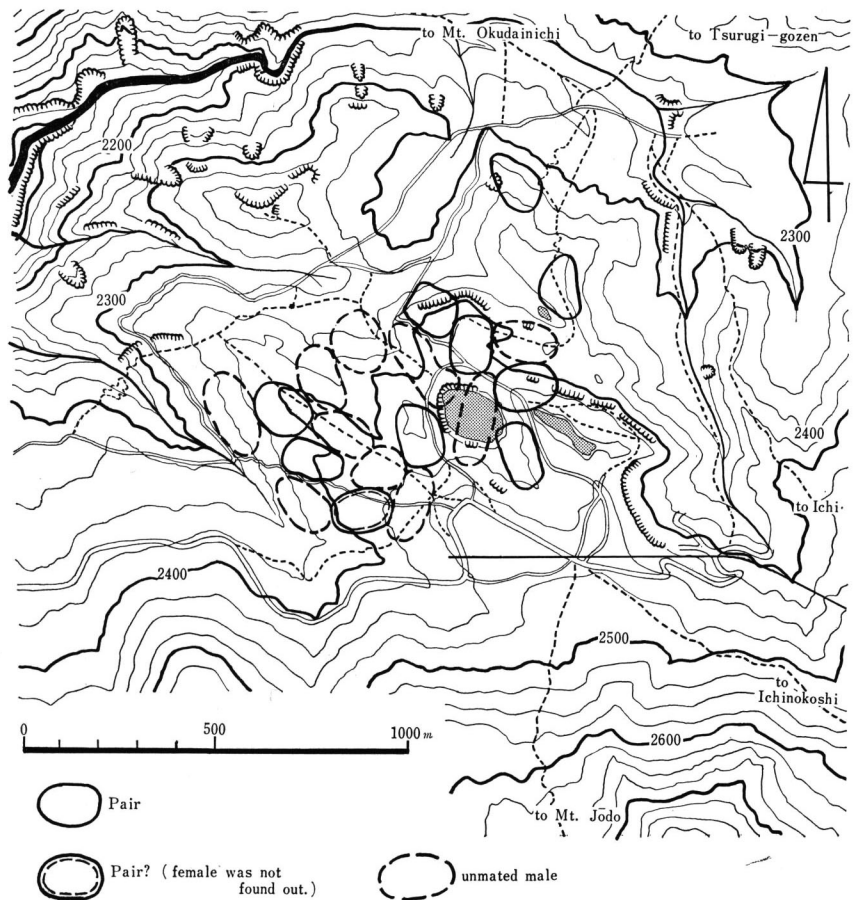 to Mt. Okudainichi
to Tsurugi-gozen
2200
2300
2300
2400
to Ichi
2400
2500
to
Ichinokoshi
2600
to Mt. Jōdo
0 500 1000 m
Pair
Pair? ( female was not
found out.)
unmated male